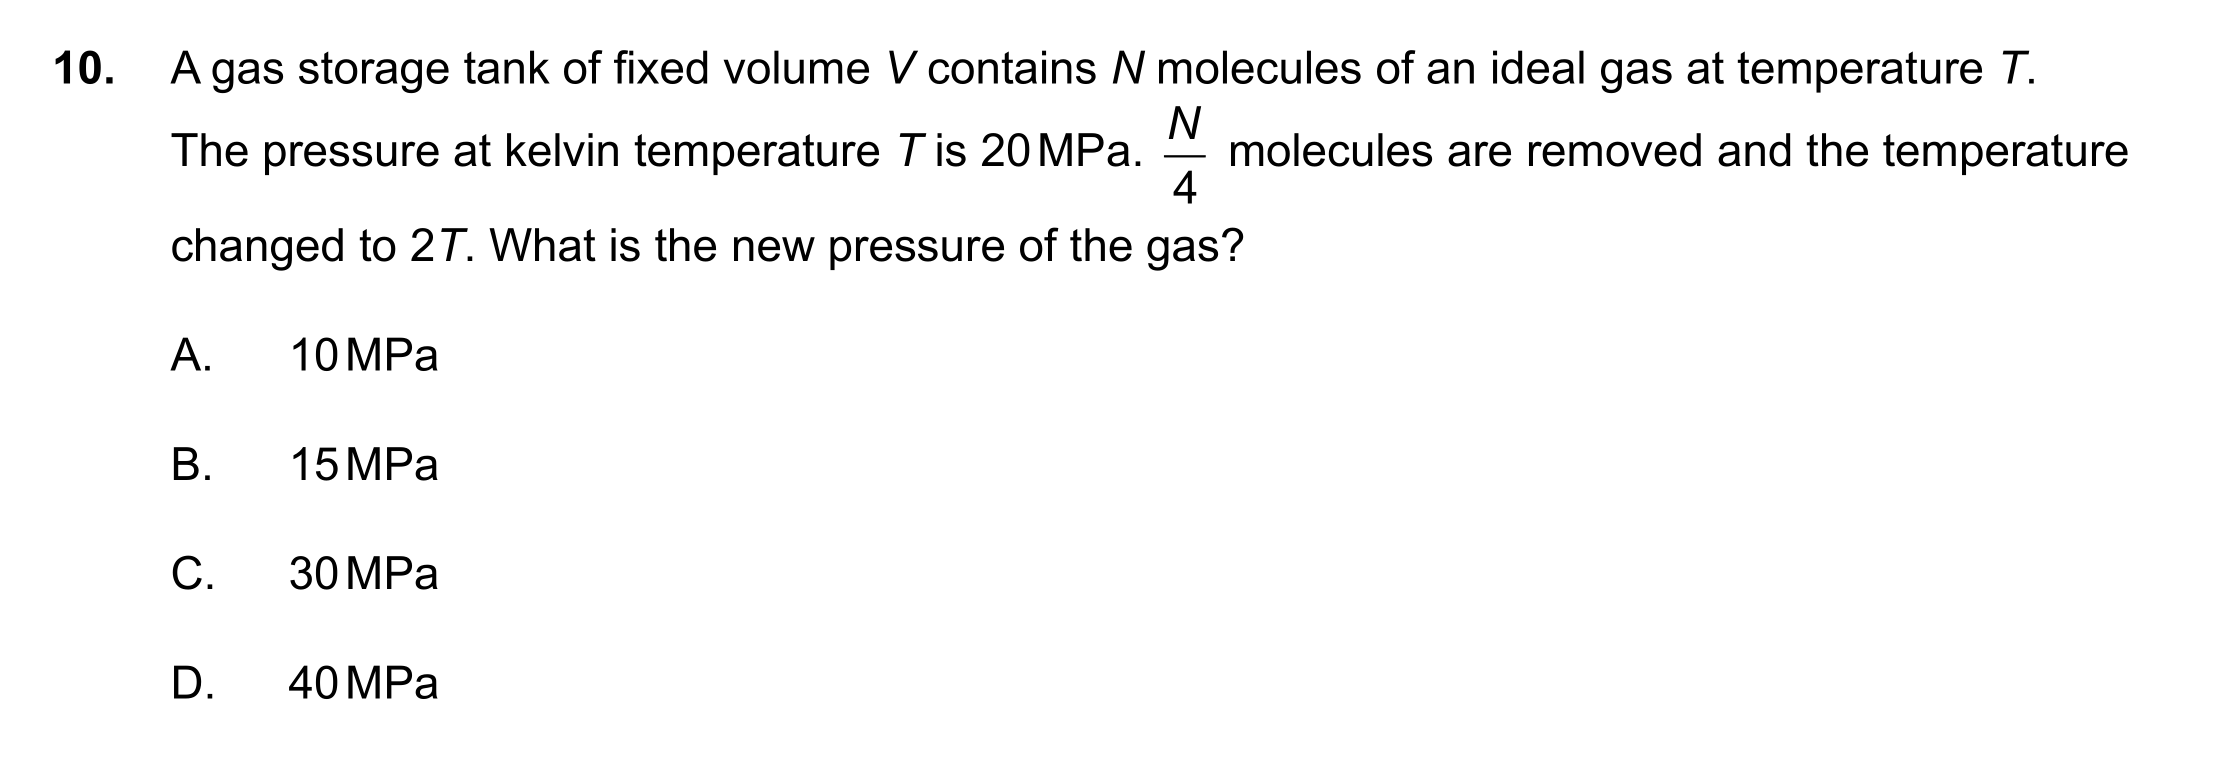 10. A gas storage tank of fixed volume V contains N molecules of an ideal gas at temperature T.
The pressure at kelvin temperature T is 20 MPa. N/4 molecules are removed and the temperature
changed to 2T. What is the new pressure of the gas?
A. 10 MPa
B. 15 MPa
C. 30 MPa
D. 40 MPa